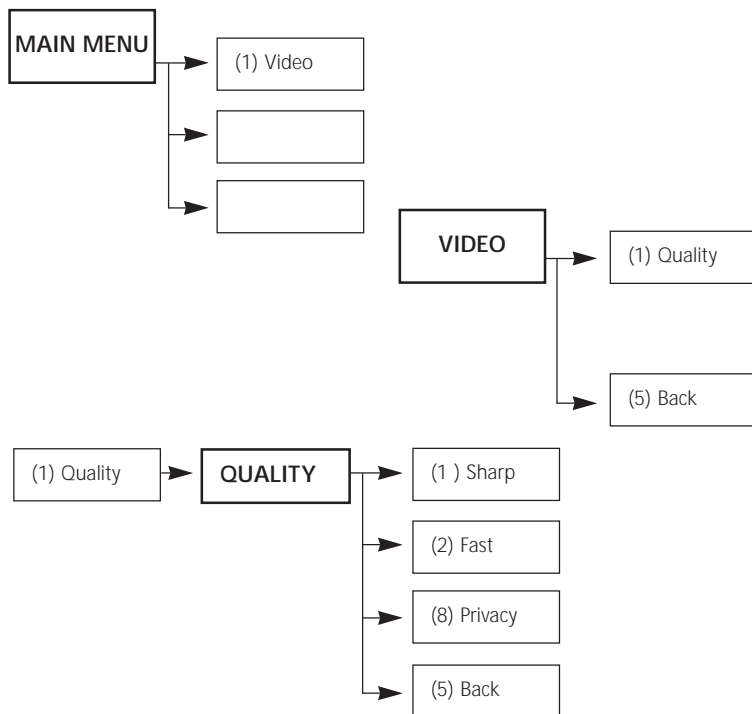 MAIN MENU
(1) Video
VIDEO
(1) Quality
(5) Back
(1) Quality
QUALITY
(1 ) Sharp
(2) Fast
(8) Privacy
(5) Back